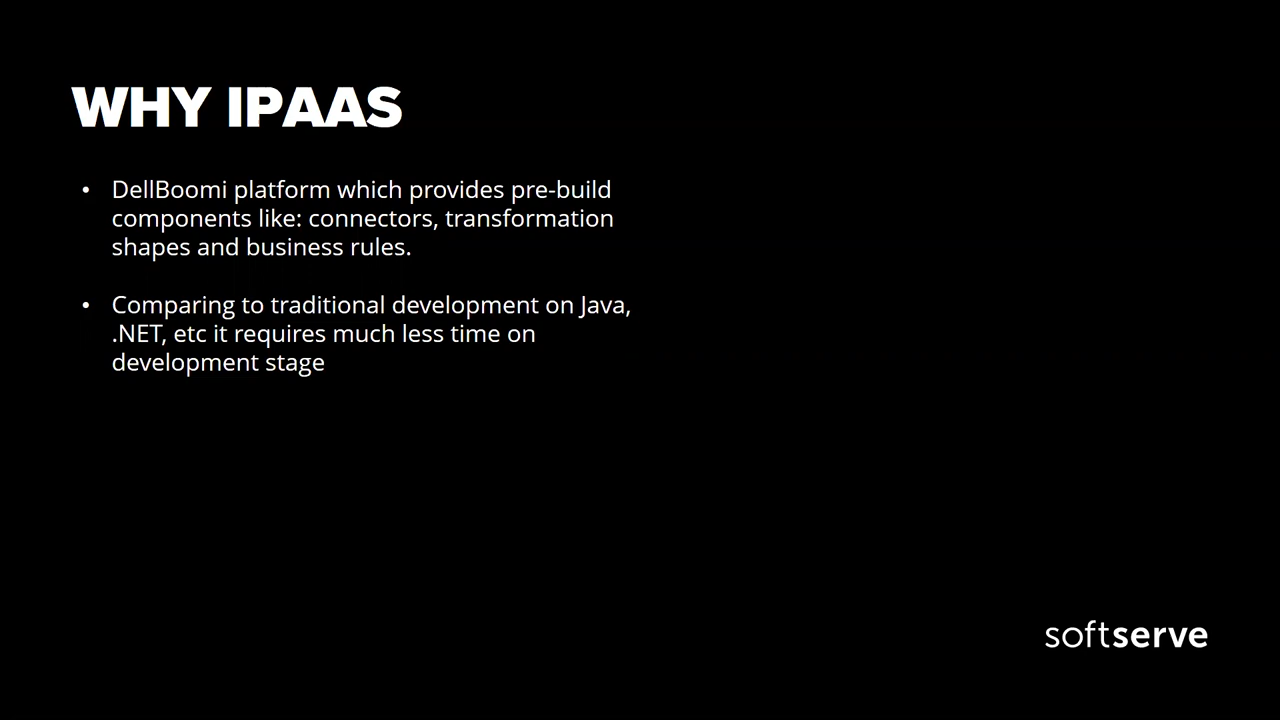 WHY IPAAS
• DellBoomi platform which provides pre-build
components like: connectors, transformation
shapes and business rules.
• Comparing to traditional development on Java,
.NET, etc it requires much less time on
development stage
softserve